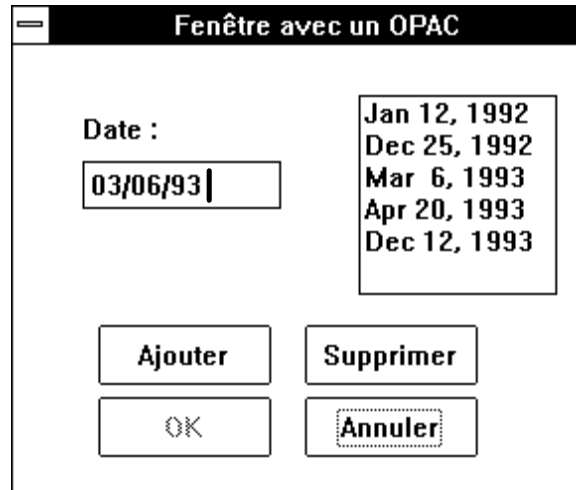 Fenêtre avec un OPAC
Date :
03/06/93
Jan 12, 1992
Dec 25, 1992
Mar  6, 1993
Apr 20, 1993
Dec 12, 1993
Ajouter
Supprimer
OK
Annuler